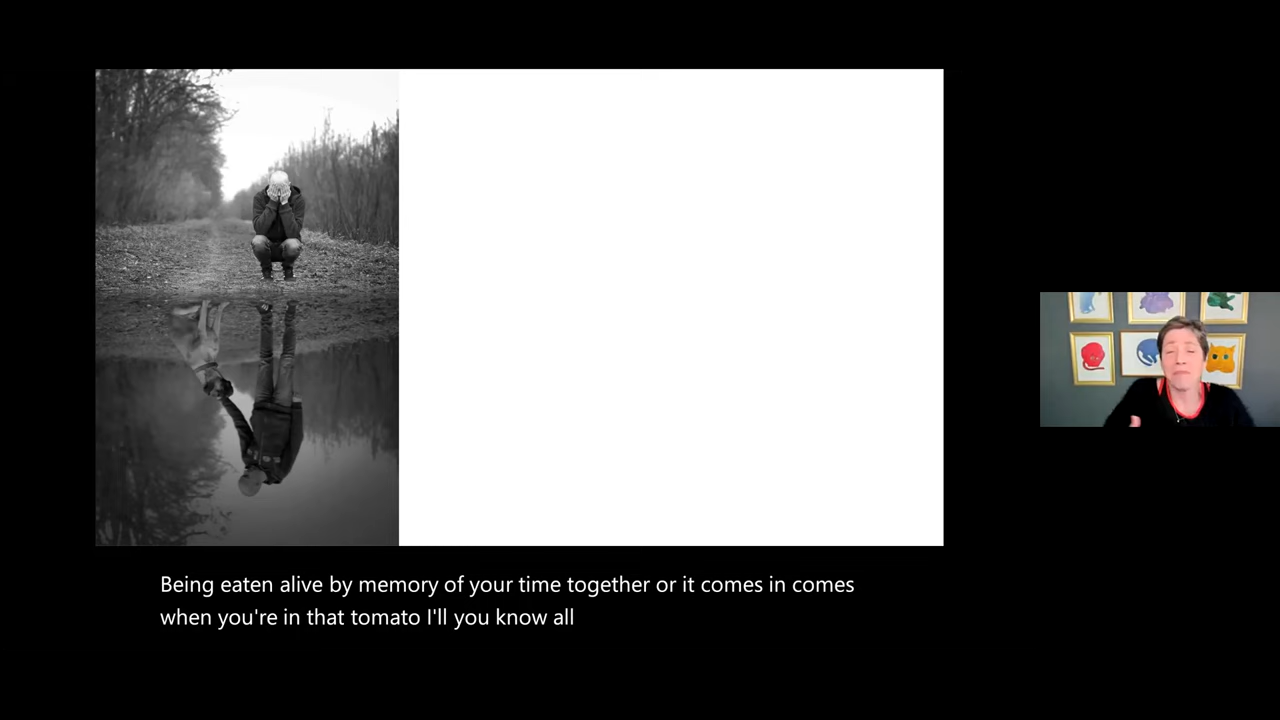 Being eaten alive by memory of your time together or it comes in comes
when you're in that tomato I'll you know all